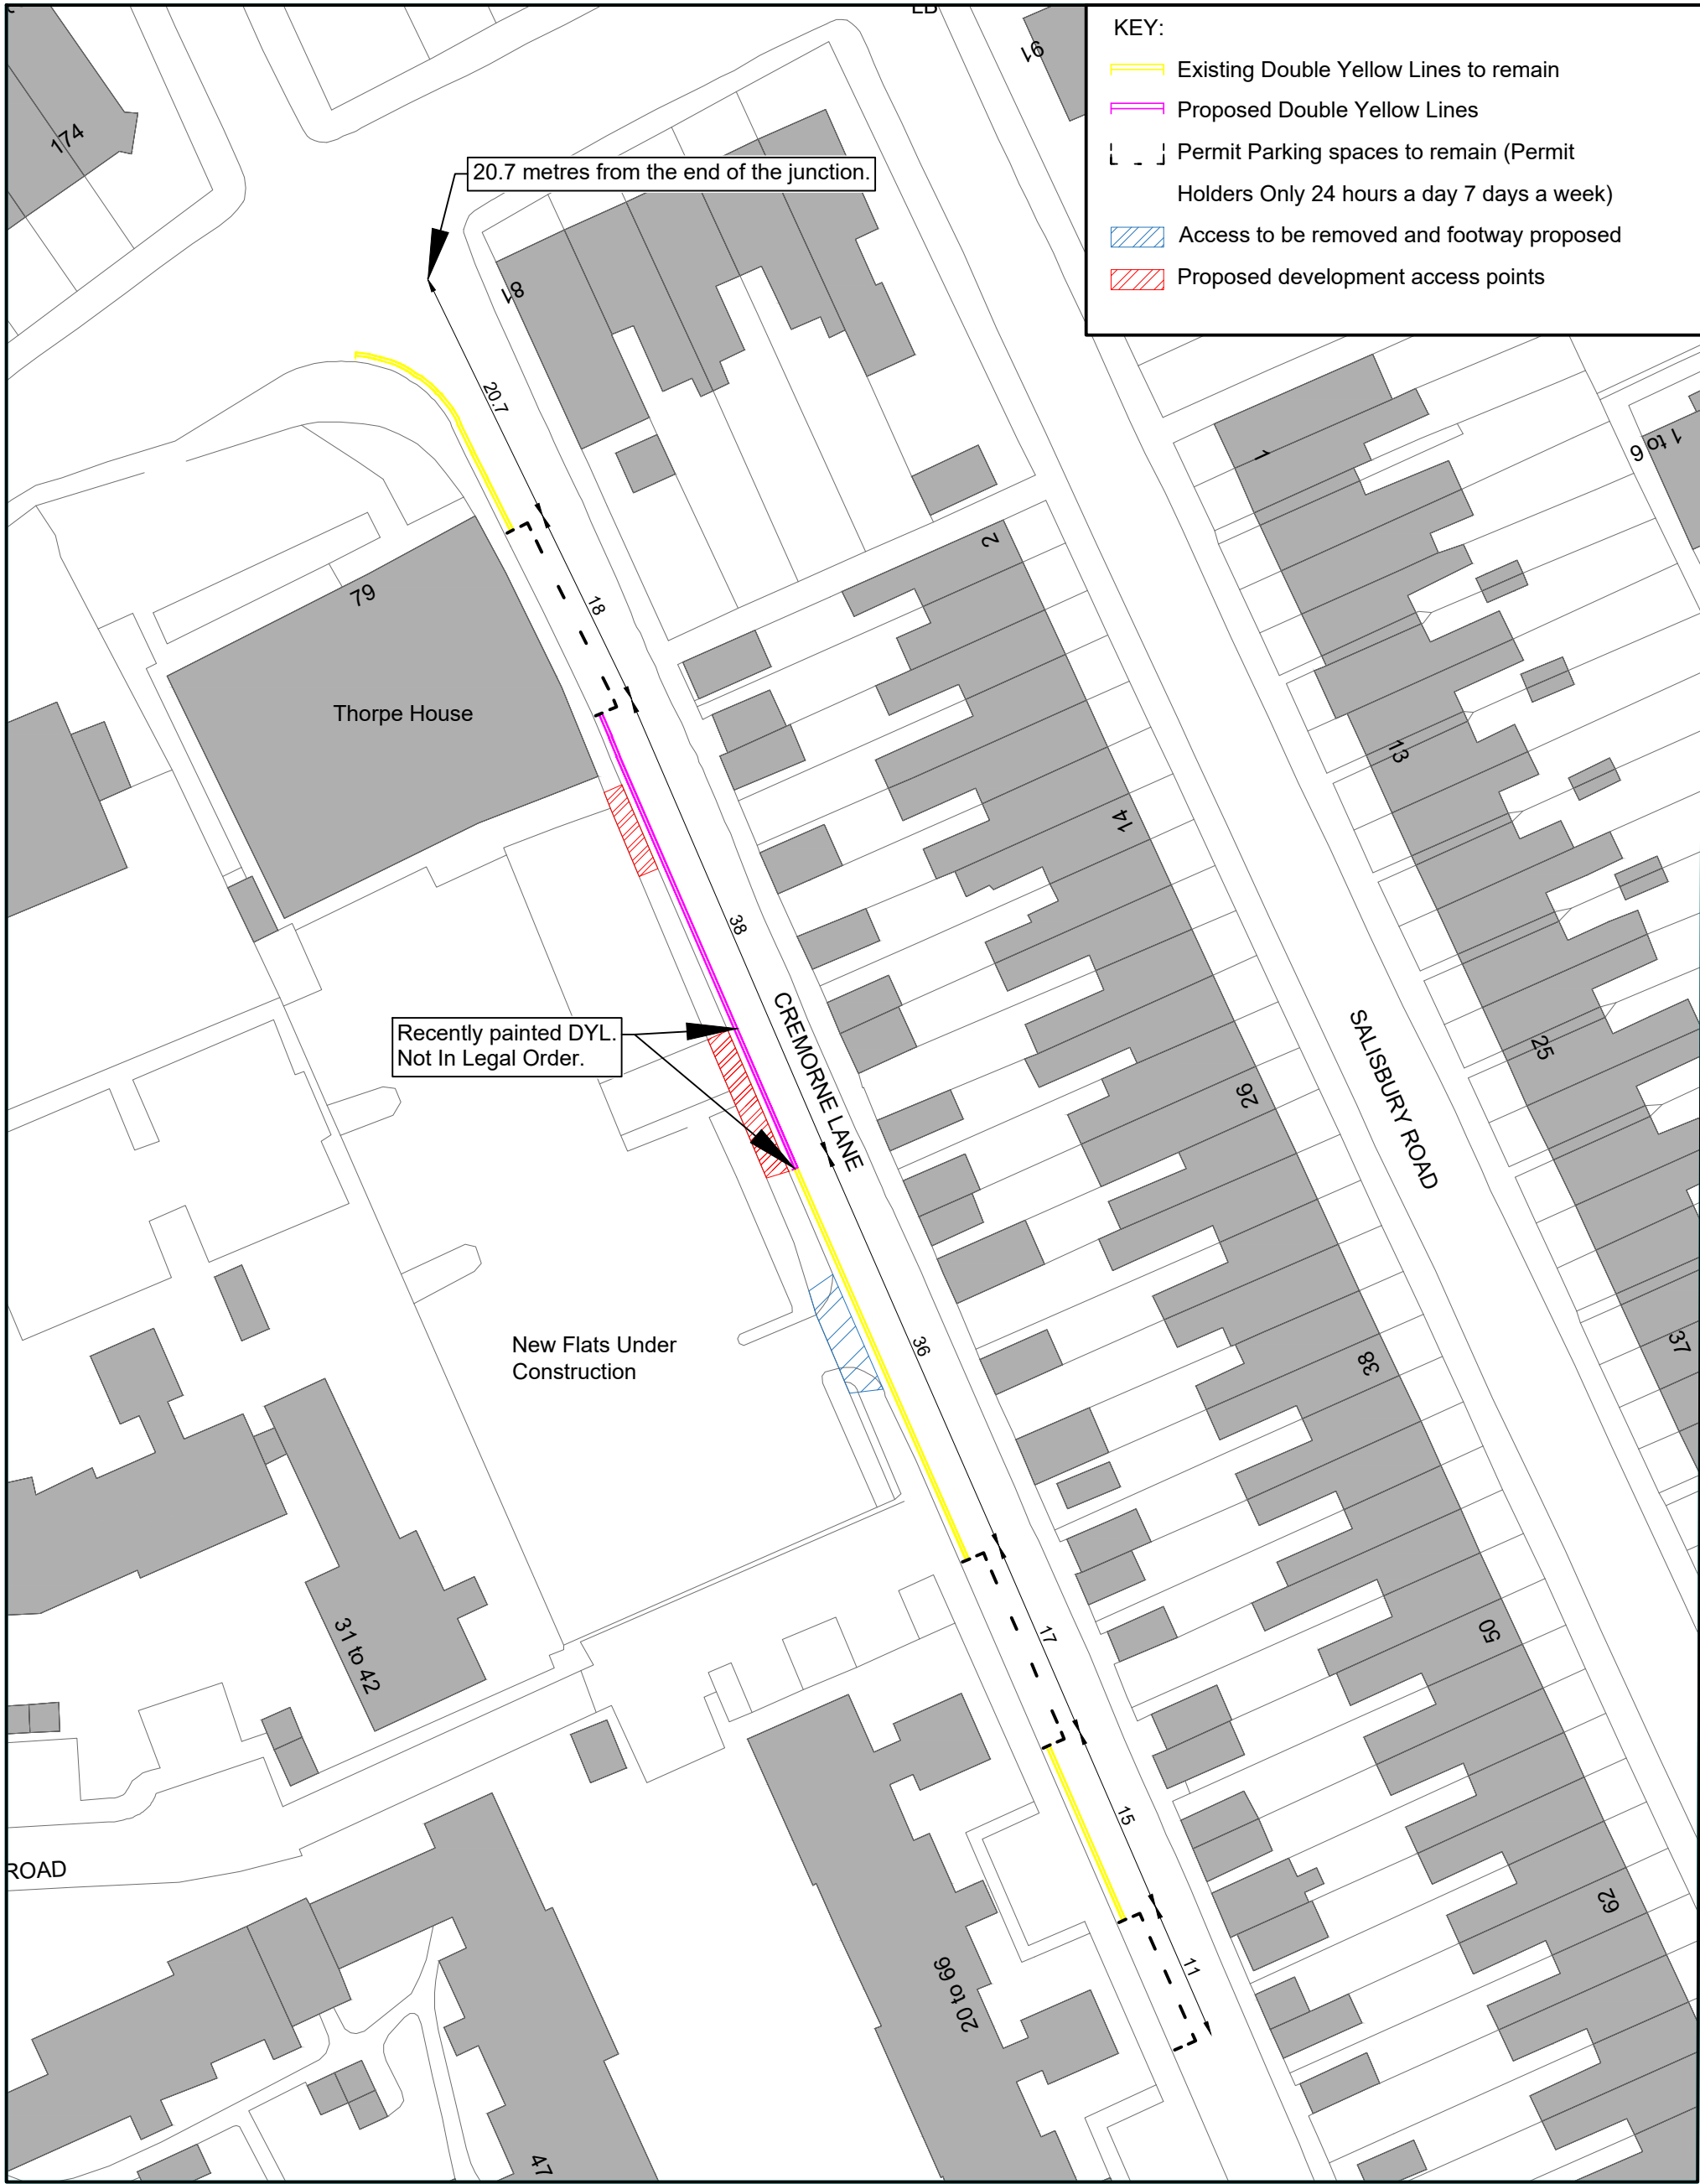 KEY:
Existing Double Yellow Lines to remain
Proposed Double Yellow Lines
Permit Parking spaces to remain (Permit
Holders Only 24 hours a day 7 days a week)
Access to be removed and footway proposed
Proposed development access points
LB
91
174
20.7 metres from the end of the junction.
81
20.7
1
1 to 6
2
79
18
Thorpe House
13
14
38
Recently painted DYL.
Not In Legal Order.
CREMORNE LANE
SALISBURY ROAD
25
26
New Flats Under
Construction
36
38
37
31 to 42
17
50
15
ROAD
62
11
20 to 66
47